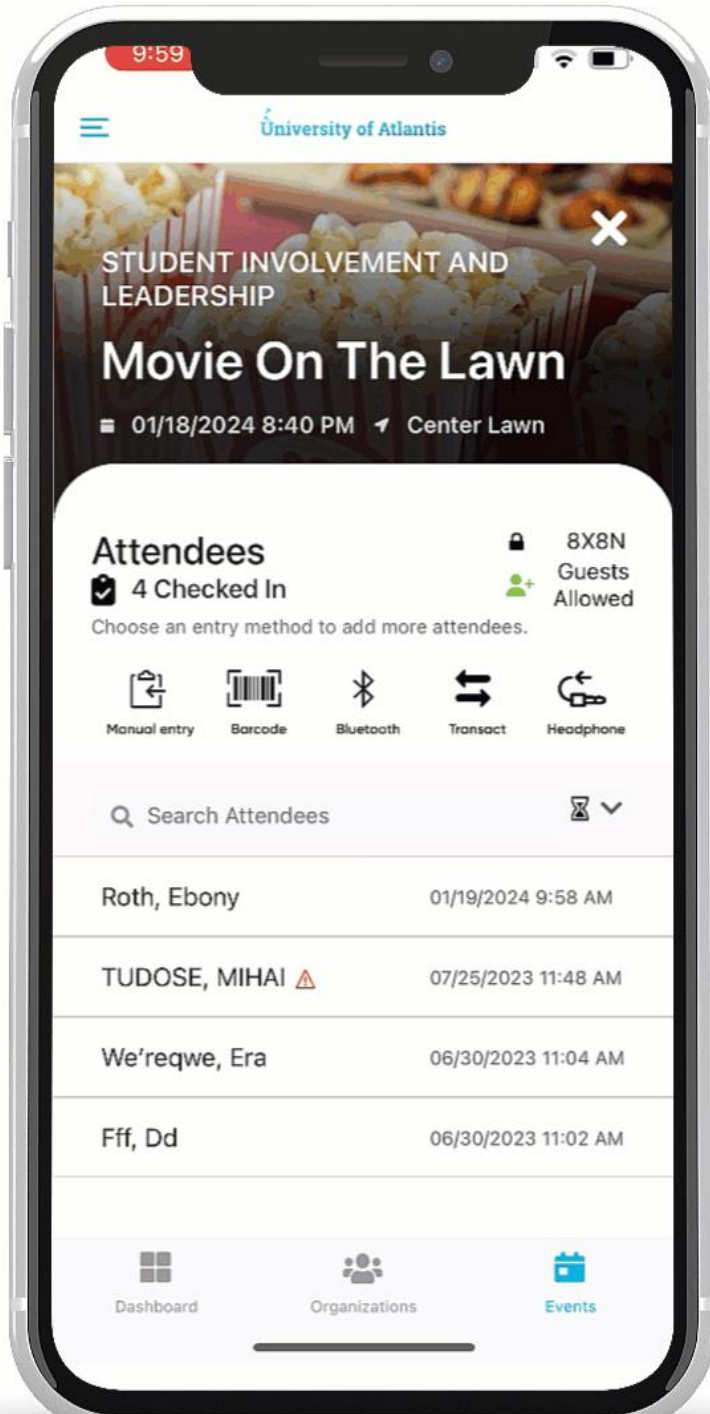 9:59
University of Atlantis
STUDENT INVOLVEMENT AND
LEADERSHIP
Movie On The Lawn
01/18/2024 8:40 PM Center Lawn
Attendees
8X8N
4 Checked In
Guests
Allowed
Choose an entry method to add more attendees.
Manual entry Barcode Bluetooth Transact Headphone
Search Attendees
Roth, Ebony 01/19/2024 9:58 AM
TUDOSE, MIHAI 07/25/2023 11:48 AM
We'reqwe, Era 06/30/2023 11:04 AM
Fff, Dd 06/30/2023 11:02 AM
Dashboard Organizations Events